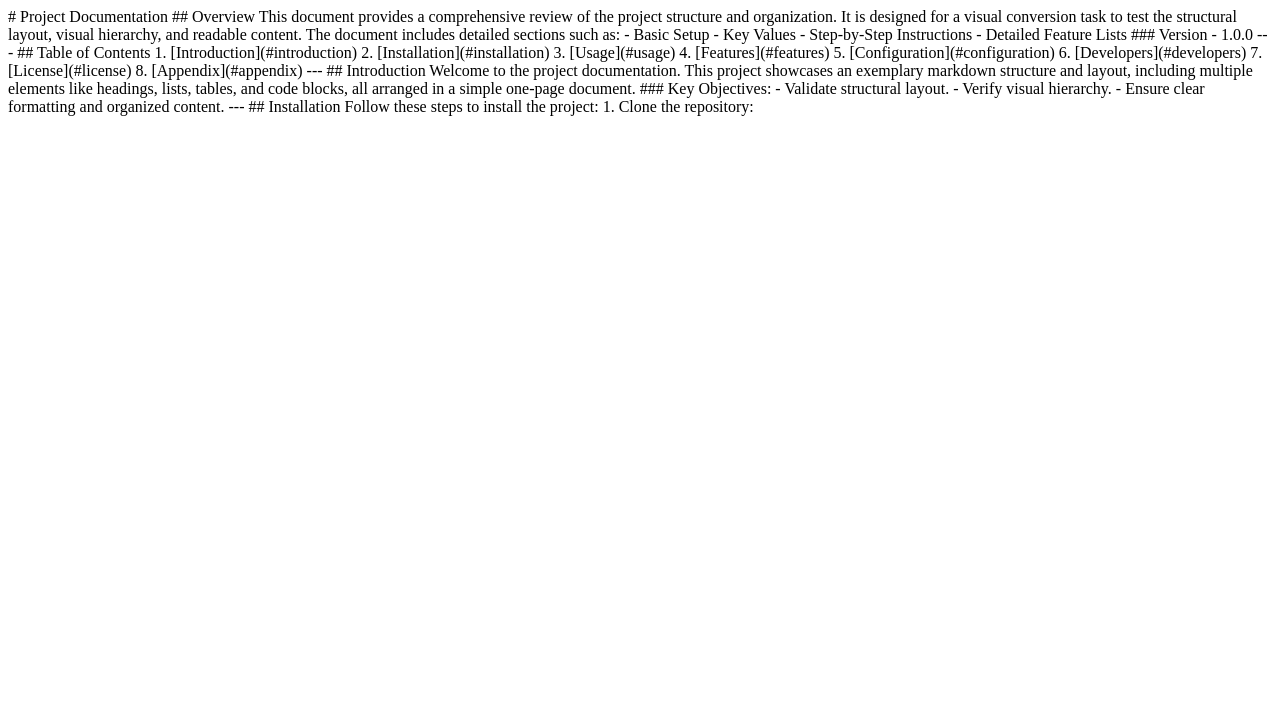 # Project Documentation ## Overview This document provides a comprehensive review of the project structure and organization. It is designed for a visual conversion task to test the structural
layout, visual hierarchy, and readable content. The document includes detailed sections such as: - Basic Setup - Key Values - Step-by-Step Instructions - Detailed Feature Lists ### Version - 1.0.0 --
- ## Table of Contents 1. [Introduction](#introduction) 2. [Installation](#installation) 3. [Usage](#usage) 4. [Features](#features) 5. [Configuration](#configuration) 6. [Developers](#developers) 7.
[License](#license) 8. [Appendix](#appendix) --- ## Introduction Welcome to the project documentation. This project showcases an exemplary markdown structure and layout, including multiple
elements like headings, lists, tables, and code blocks, all arranged in a simple one-page document. ### Key Objectives: - Validate structural layout. - Verify visual hierarchy. - Ensure clear
formatting and organized content. --- ## Installation Follow these steps to install the project: 1. Clone the repository: